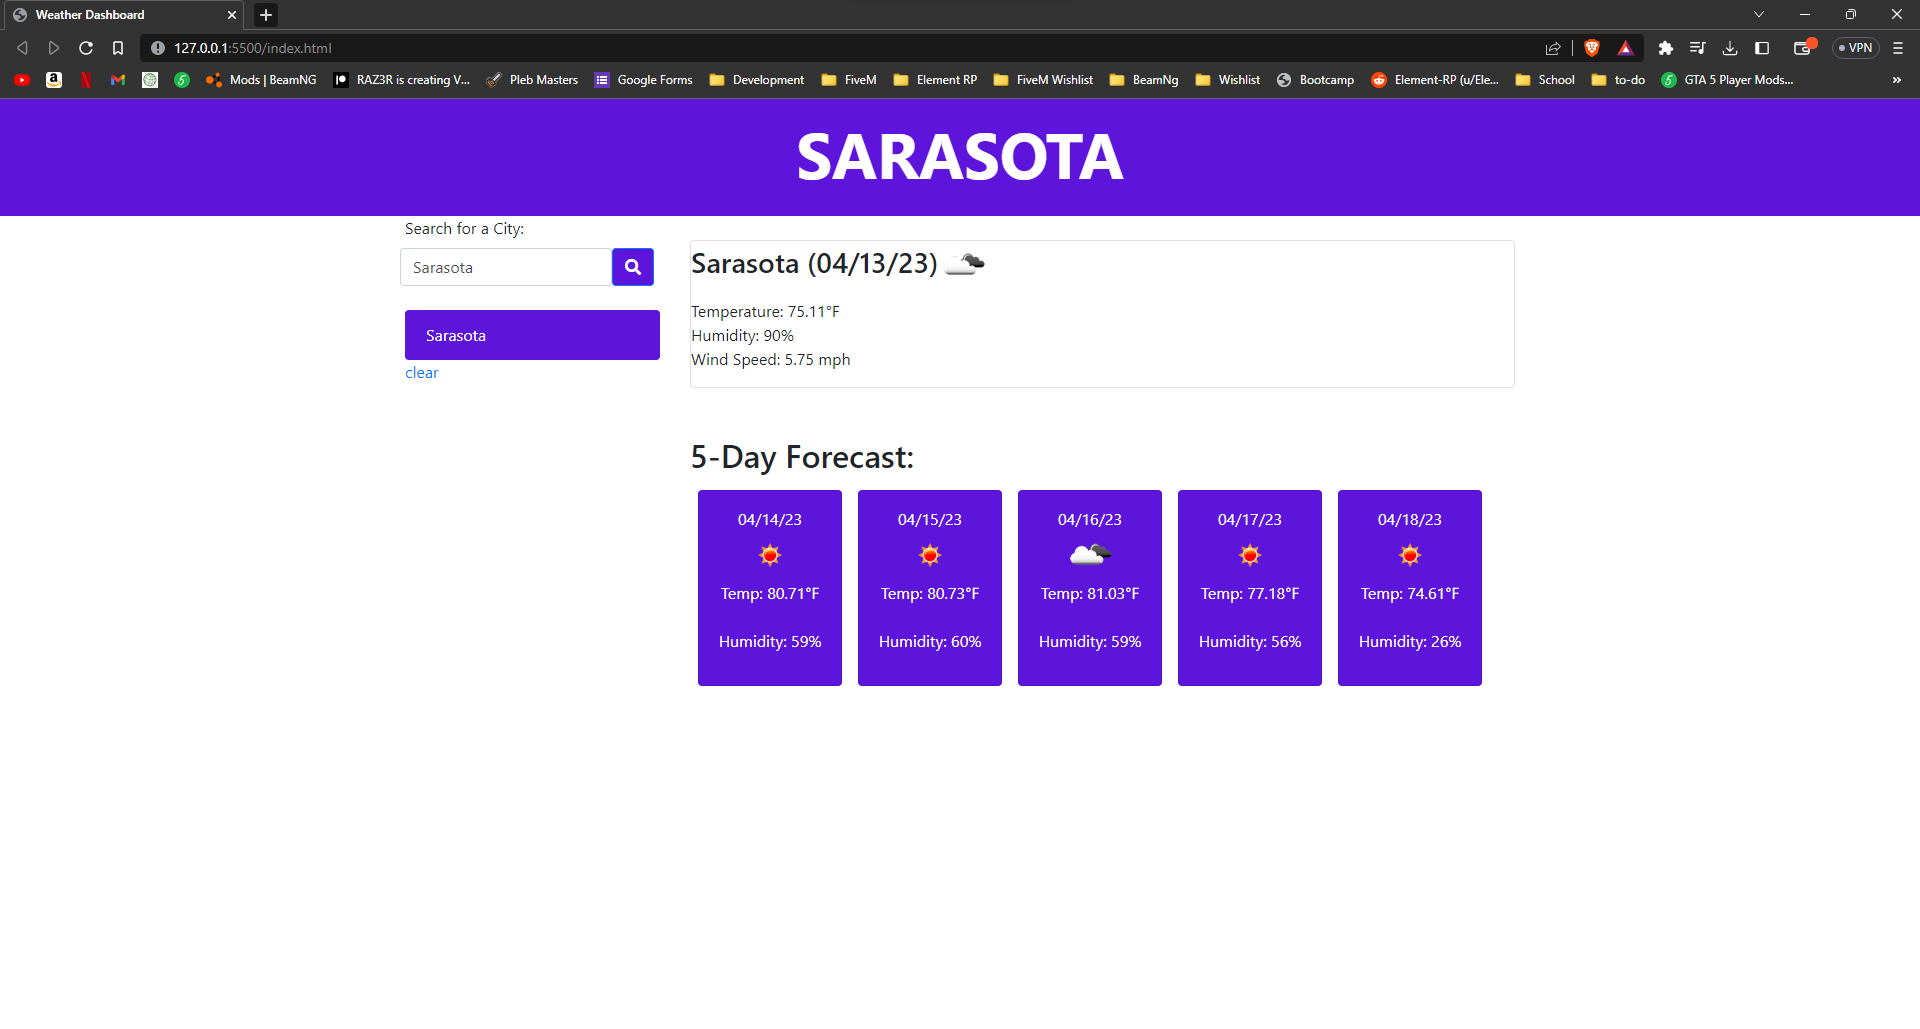 Weather Dashboard
127.0.0.1:5500/index.html
VPN
Mods | BeamNG RAZ3R is creating V... Pleb Masters Google Forms Development FiveM Element RP FiveM Wishlist BeamNg Wishlist Bootcamp Element-RP (u/Ele... School to-do GTA 5 Player Mods...
SARASOTA
Search for a City:
Sarasota
Sarasota
clear
Sarasota (04/13/23)
Temperature: 75.11°F
Humidity: 90%
Wind Speed: 5.75 mph
5-Day Forecast:
04/14/23
Temp: 80.71°F
Humidity: 59%
04/15/23
Temp: 80.73°F
Humidity: 60%
04/16/23
Temp: 81.03°F
Humidity: 59%
04/17/23
Temp: 77.18°F
Humidity: 56%
04/18/23
Temp: 74.61°F
Humidity: 26%